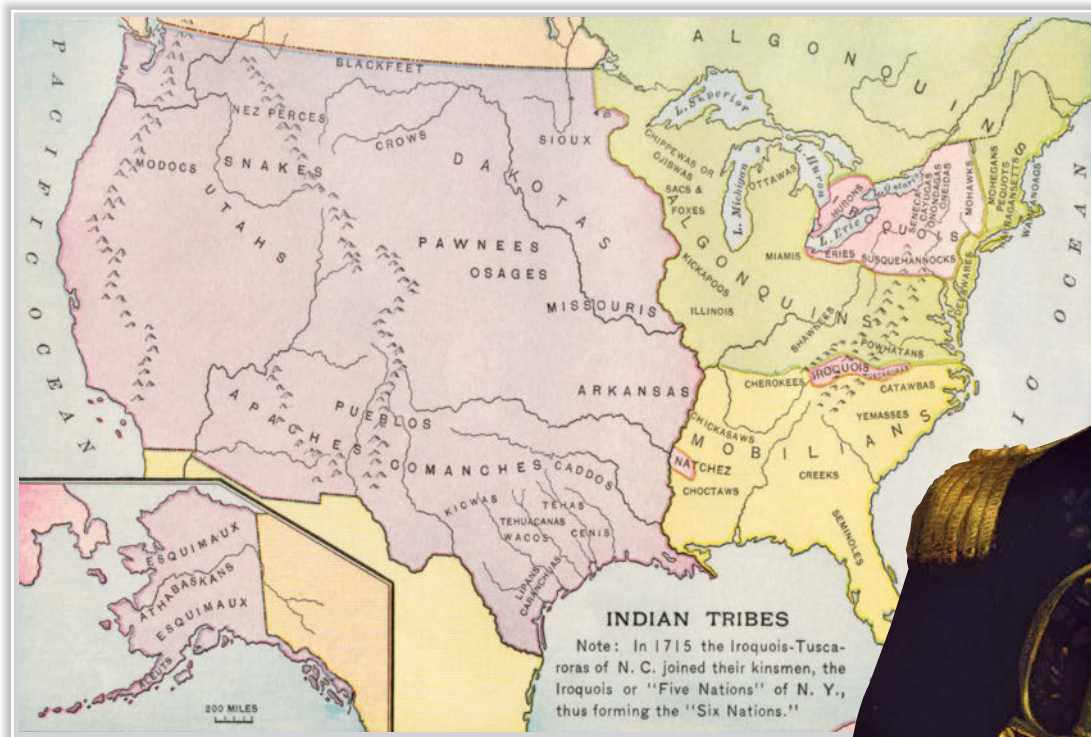 PACIFIC OCEAN
BLACKFEET
NEZ PERCES
CROWS
SIOUX
MODOCS
SNAKES
DAKOTAS
UTAHS
PAWNEES
OSAGES
MISSOURIS
ARKANSAS
APACHES
PUEBLOS
COMANCHES
CADDOS
KICWAS
TEHAS
TEHUACANAS
WACOS
CENIS
LIPANS
CARANCHUAS
ALGONQUINS
L. Superior
CHIPPEWAS OR
OJIBWAS
SACS &
FOXES
L. Michigan
OTTAWAS
L. Huron
HURONS
L. Ontario
L. Erie
IROQUOIS
SENECAS
CAYUGAS
ONONDAGAS
ONEIDAS
MOHAWKS
MOHEGANS
PEQUOTS
NARRAGANSETTS
WAMPANOAGS
ALGONQUINS
KICKAPOOS
MIAMIS
ERIES
SUSQUEHANNOCKS
DELAWARES
ILLINOIS
SHAWNEES
POWHATANS
CHEROKEES
IROQUOIS
TUSCARORAS
CATAWBAS
CHICKASAWS
YEMASSES
MOBILIANS
NATCHEZ
CHOCTAWS
CREEKS
SEMINOLES
IC OCEAN
ESQUIMAUX
ATHABASKANS
ESQUIMAUX
ALEUTS
200 MILES
INDIAN TRIBES
Note: In 1715 the Iroquois-Tusca-
roras of N. C. joined their kinsmen, the
Iroquois or "Five Nations" of N. Y.,
thus forming the "Six Nations."